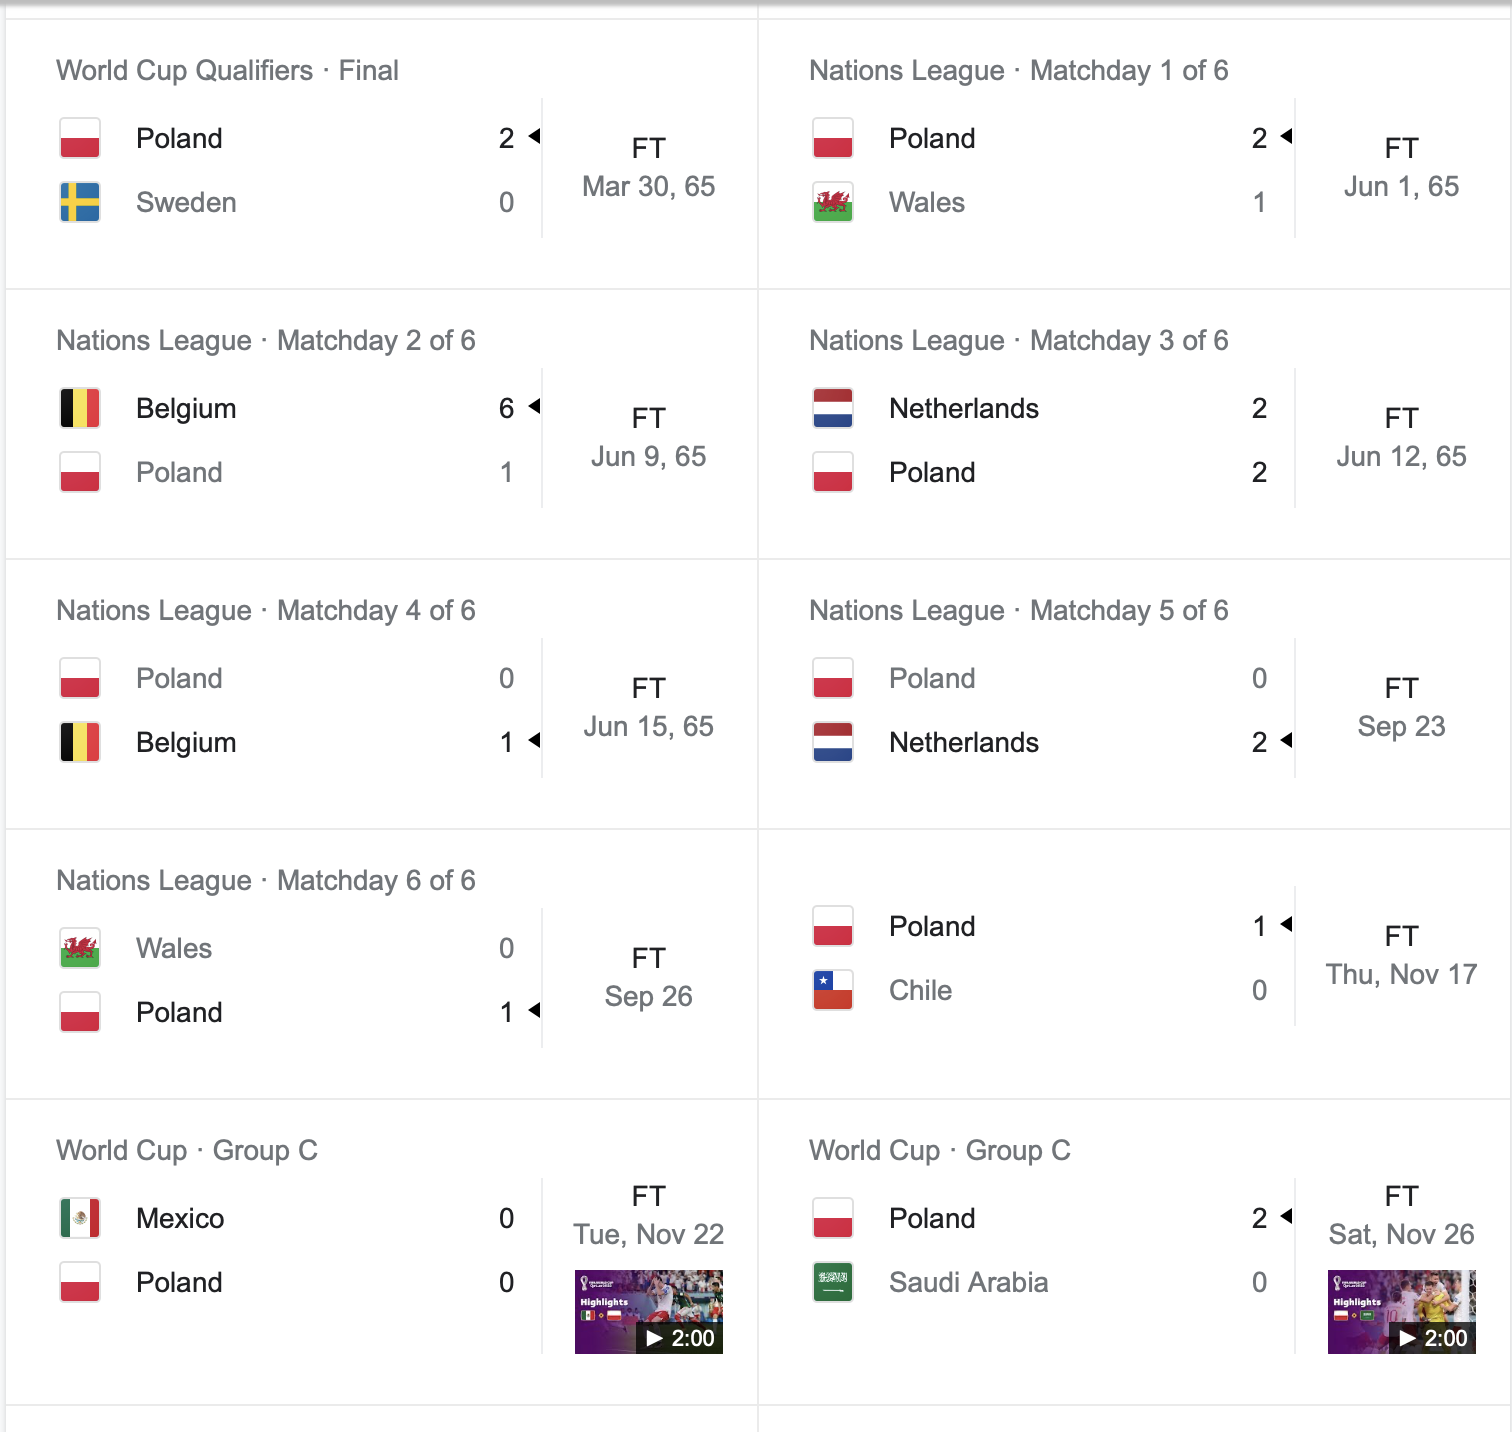 World Cup Qualifiers · Final
Poland 2
Sweden 0
FT
Mar 30, 65
Nations League · Matchday 1 of 6
Poland 2
Wales 1
FT
Jun 1, 65
Nations League · Matchday 2 of 6
Belgium 6
Poland 1
FT
Jun 9, 65
Nations League · Matchday 3 of 6
Netherlands 2
Poland 2
FT
Jun 12, 65
Nations League · Matchday 4 of 6
Poland 0
Belgium 1
FT
Jun 15, 65
Nations League · Matchday 5 of 6
Poland 0
Netherlands 2
FT
Sep 23
Nations League · Matchday 6 of 6
Wales 0
Poland 1
FT
Sep 26
Poland 1
Chile 0
FT
Thu, Nov 17
World Cup · Group C
Mexico 0
Poland 0
FT
Tue, Nov 22
Highlights
2:00
World Cup · Group C
Poland 2
Saudi Arabia 0
FT
Sat, Nov 26
Highlights
2:00